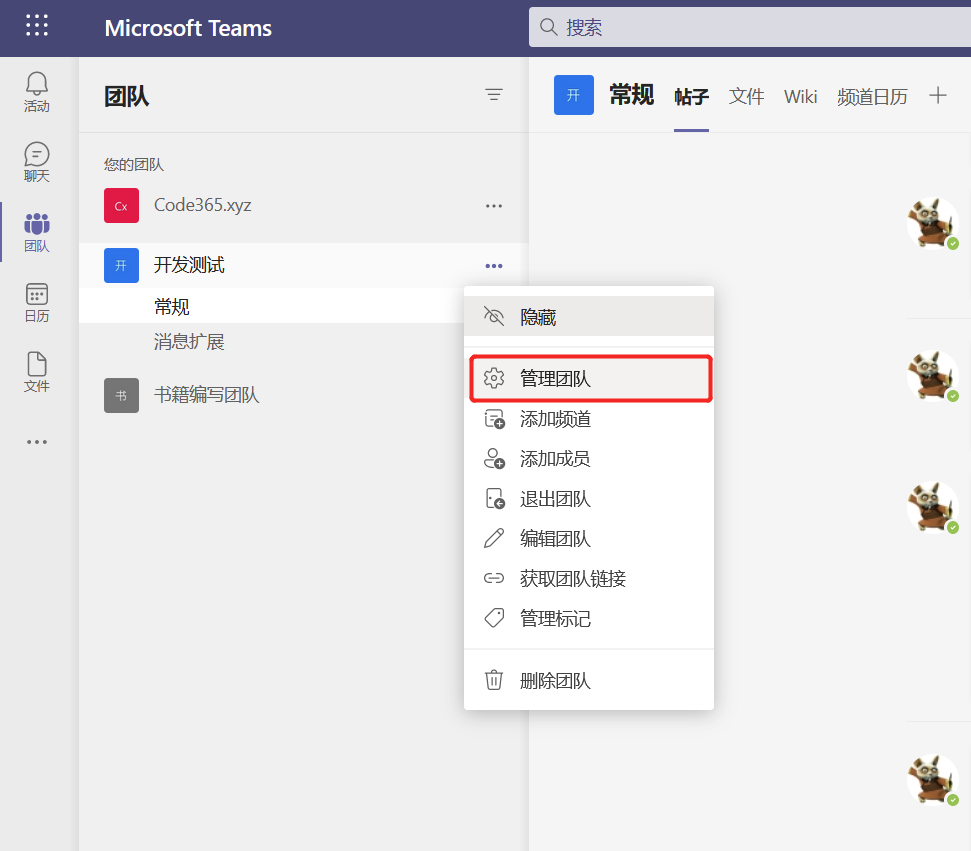 Microsoft Teams
搜索
活动
聊天
团队
日历
文件
团队
您的团队
Cx Code365.xyz
开 开发测试
常规
消息扩展
书 书籍编写团队
隐藏
管理团队
添加频道
添加成员
退出团队
编辑团队
获取团队链接
管理标记
删除团队
开 常规 帖子 文件 Wiki 频道日历